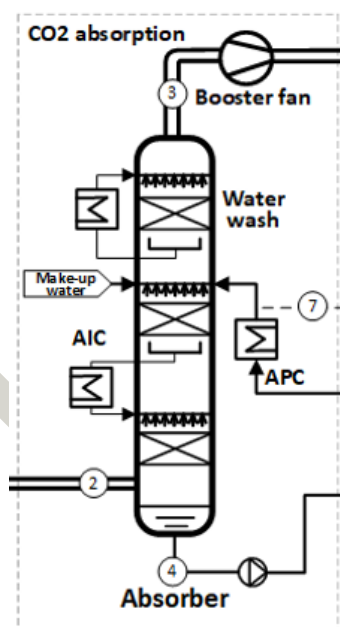 CO2 absorption
3
Booster fan
Water
wash
Make-up
water
7
AIC
APC
2
4
Absorber